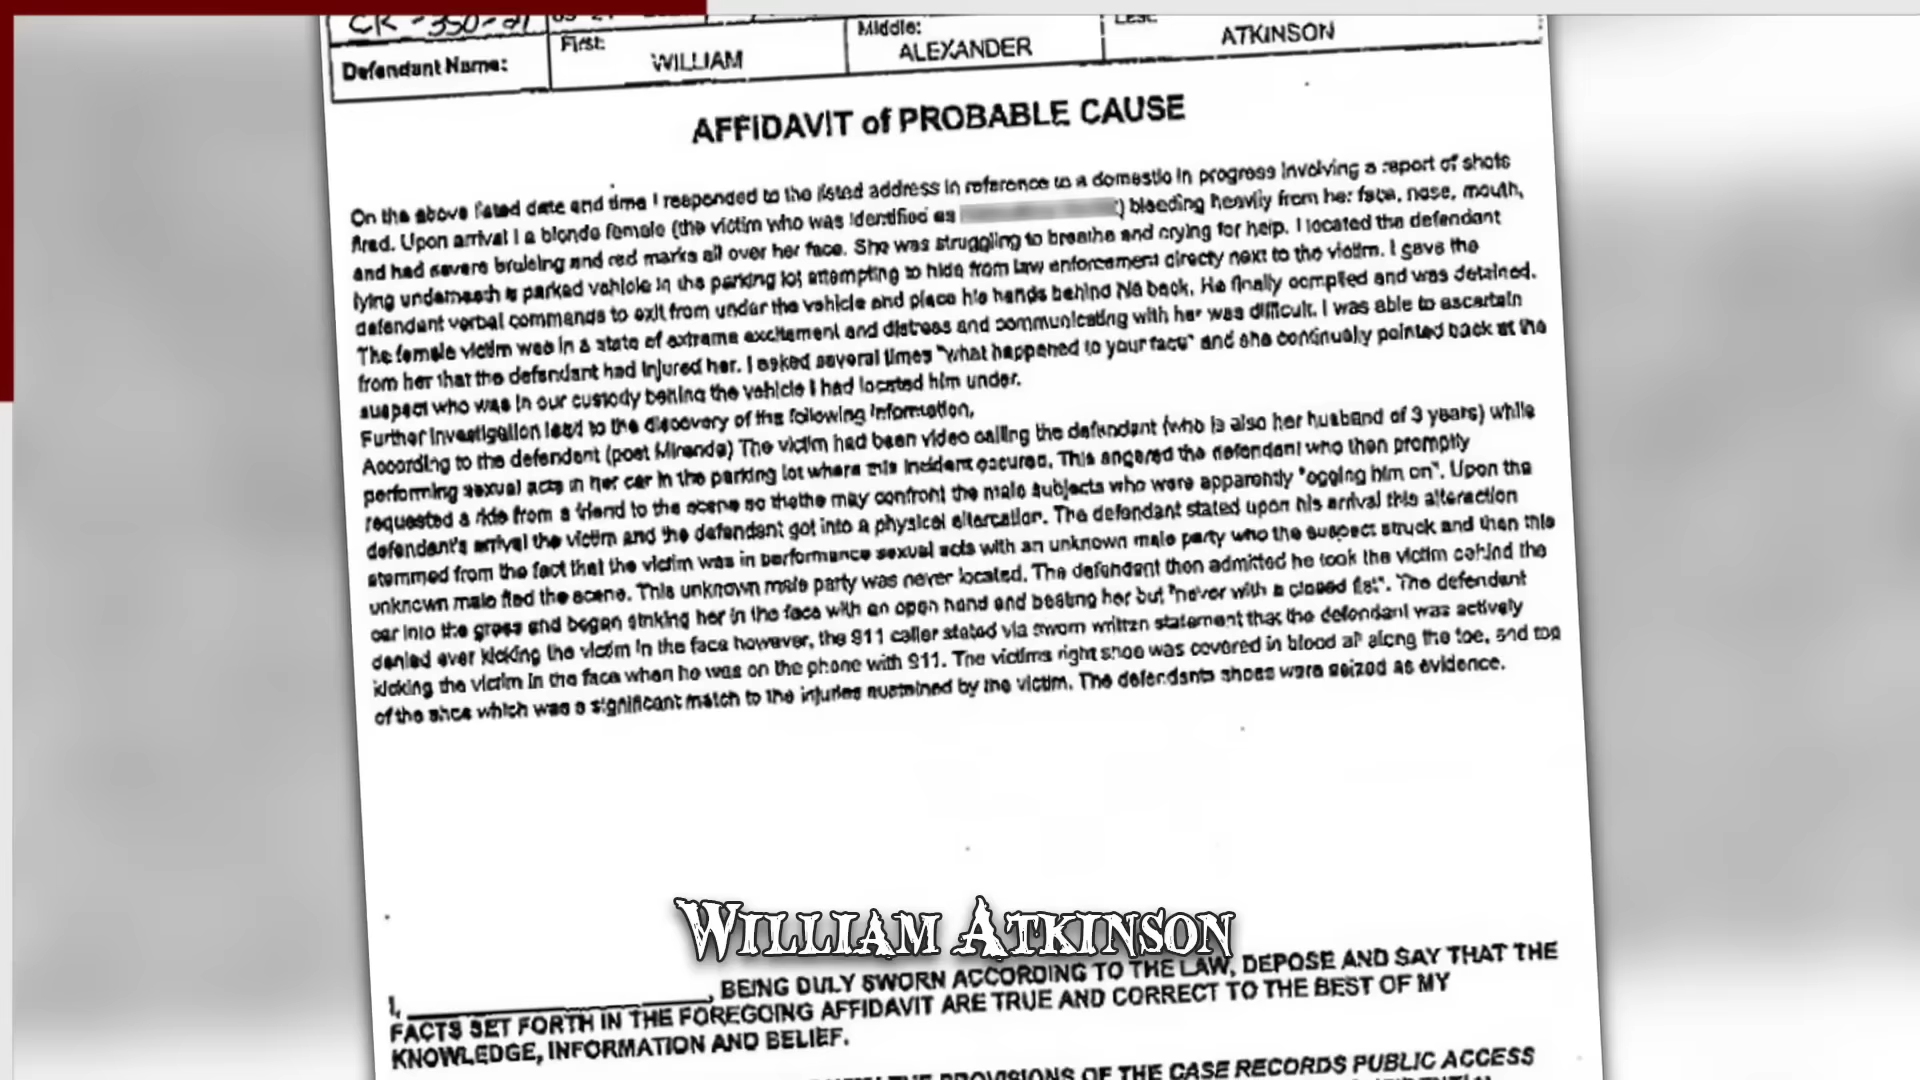 CR-350-21
Defendant Name: First: WILLIAM Middle: ALEXANDER Last: ATKINSON
AFFIDAVIT of PROBABLE CAUSE
On the above listed date and time I responded to the listed address in reference to a domestic in progress involving a report of shots
fired. Upon arrival I a blonde female (the victim who was identified as ) bleeding heavily from her face, nose, mouth,
and had severe bruising and red marks all over her face. She was struggling to breathe and crying for help. I located the defendant
lying underneath a parked vehicle in the parking lot attempting to hide from law enforcement directy next to the victim. I gave the
defendant verbal commands to exit from under the vehicle and place his hands behind his back. He finally complied and was detained.
The female victim was in a state of extreme excitement and distress and communicating with her was difficult. I was able to ascertain
from her that the defendant had injured her. I asked several times "what happened to your face" and she continually pointed back at the
suspect who was in our custody behind the vehicle I had located him under.
Further investigation lead to the discovery of the following information.
According to the defendant (post Miranda) The victim had been video calling the defendant (who is also her husband of 3 years) while
performing sexual acts in her car in the parking lot where this incident occured. This angered the defendant who then promptly
requested a ride from a friend to the scene so thathe may confront the male subjects who were apparently "egging him on". Upon the
defendant's arrival the victim and the defendant got into a physical altercation. The defendant stated upon his arrival this alteraction
stemmed from the fact that the victim was in performance sexual acts with an unknown male party who the suspect struck and then this
unknown male fled the scene. This unknown male party was never located. The defendant then admitted he took the victim behind the
car into the grass and began striking her in the face with an open hand and beating her but "never with a closed fist". The defendant
denied ever kicking the victim in the face however, the 911 caller stated via sworn written statement that the defendant was actively
kicking the victim in the face when he was on the phone with 911. The victims right shoe was covered in blood all along the toe, and top
of the shoe which was a significant match to the injuries sustained by the victim. The defendants shoes were seized as evidence.
WILLIAM ATKINSON
I, , BEING DULY SWORN ACCORDING TO THE LAW, DEPOSE AND SAY THAT THE
FACTS SET FORTH IN THE FOREGOING AFFIDAVIT ARE TRUE AND CORRECT TO THE BEST OF MY
KNOWLEDGE, INFORMATION AND BELIEF.
THE PROVISIONS OF THE CASE RECORDS PUBLIC ACCESS